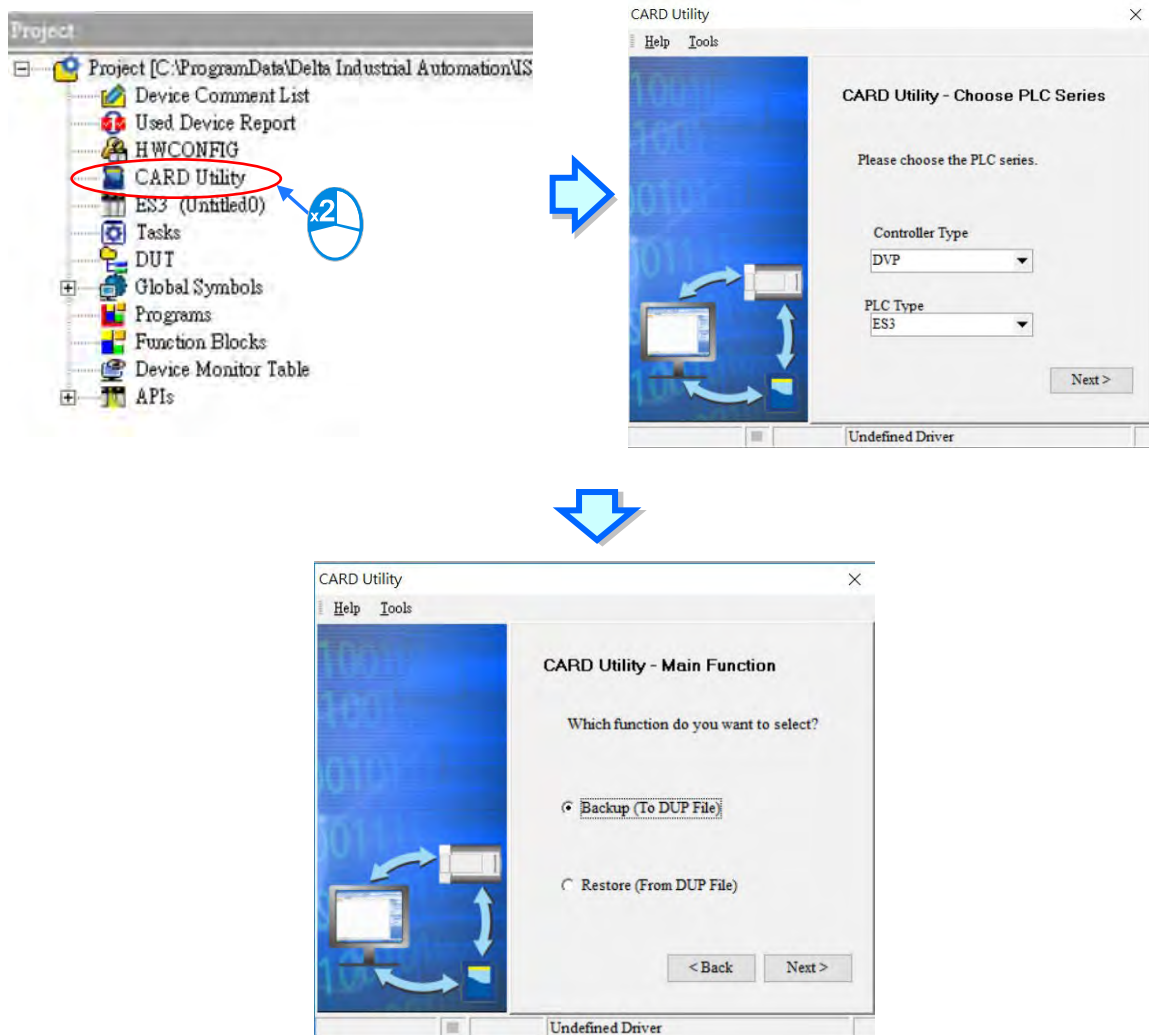 Project
Project [C:\ProgramData\Delta Industrial Automation\IS
Device Comment List
Used Device Report
HWCONFIG
CARD Utility
ES3 (Untitled0)
Tasks
DUT
Global Symbols
Programs
Function Blocks
Device Monitor Table
APIs
x2
CARD Utility
Help Tools
CARD Utility - Choose PLC Series
Please choose the PLC series.
Controller Type
DVP
PLC Type
ES3
Next >
Undefined Driver
CARD Utility
Help Tools
CARD Utility - Main Function
Which function do you want to select?
Backup (To DUP File)
Restore (From DUP File)
< Back Next >
Undefined Driver